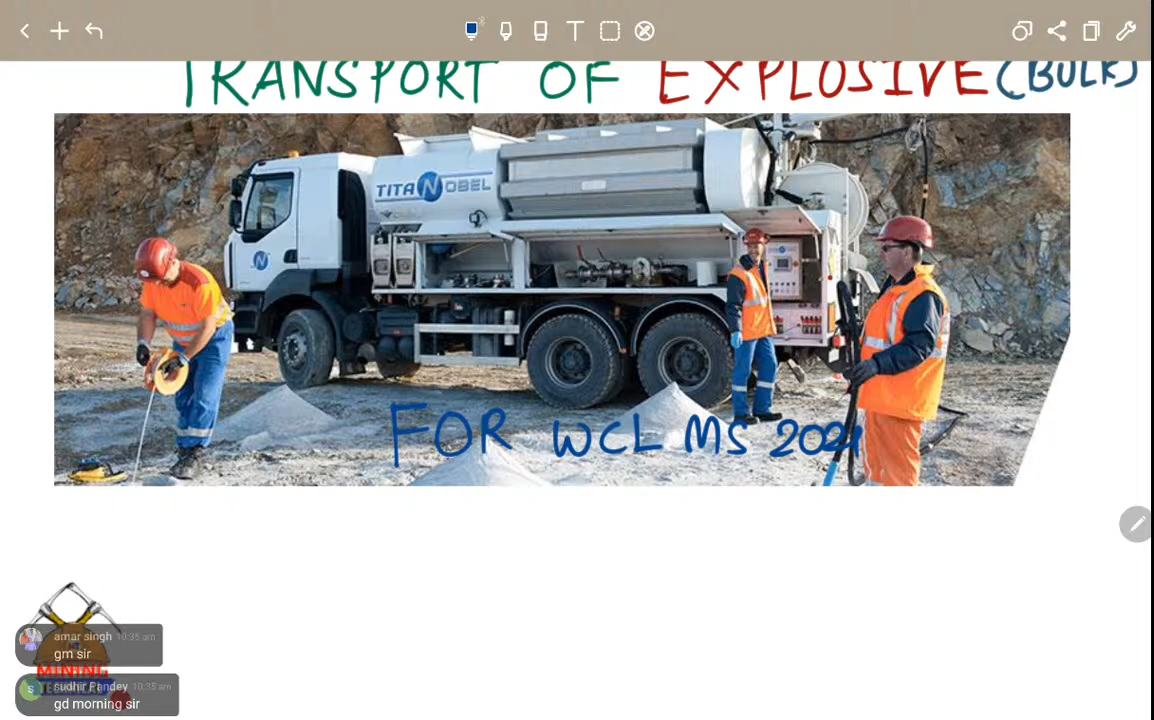 TRANSPORT OF EXPLOSIVE (BULK)
TITANOBEL
N
FOR WCL MS 2021
amar singh 10:35 am
gm sir
MINING
s sudhir Pandey 10:35 am
gd morning sir